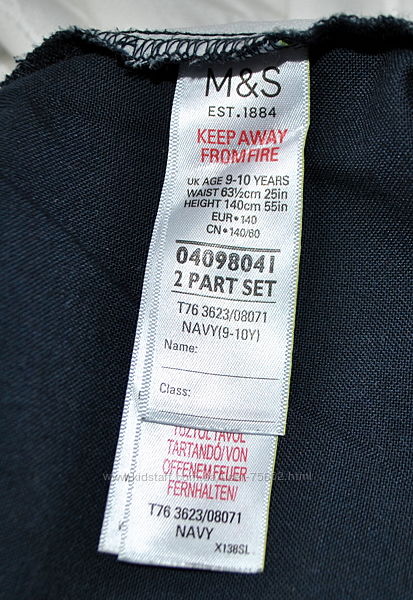 M&S
EST.1884
KEEP AWAY
FROM FIRE
UK AGE 9-10 YEARS
WAIST 63½cm 25in
HEIGHT 140cm 55in
EUR•140
CN•140/60
04098041
2 PART SET
T76 3623/08071
NAVY(9-10Y)
Name:
Class:
TŰZTŐL TÁVOL
TARTANDÓ/VON
OFFENEM FEUER
FERNHALTEN/
T76 3623/08071
NAVY
X138SL